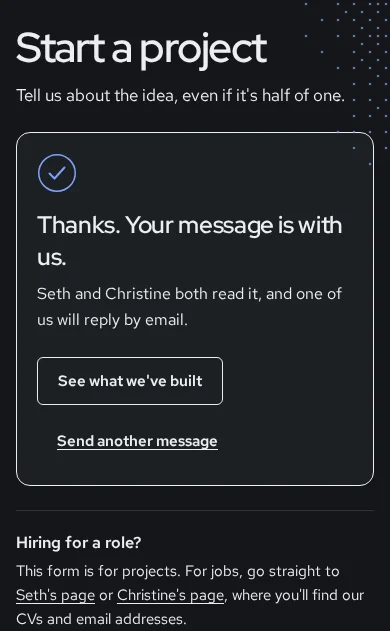 Start a project
Tell us about the idea, even if it's half of one.
Thanks. Your message is with
us.
Seth and Christine both read it, and one of
us will reply by email.
See what we've built
Send another message
Hiring for a role?
This form is for projects. For jobs, go straight to
Seth's page or Christine's page, where you'll find our
CVs and email addresses.